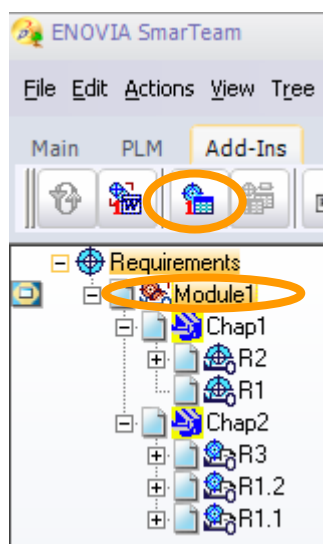 ENOVIA SmarTeam
File Edit Actions View Tree
Main PLM Add-Ins
Requirements
Module1
Chap1
R2
R1
Chap2
R3
R1.2
R1.1